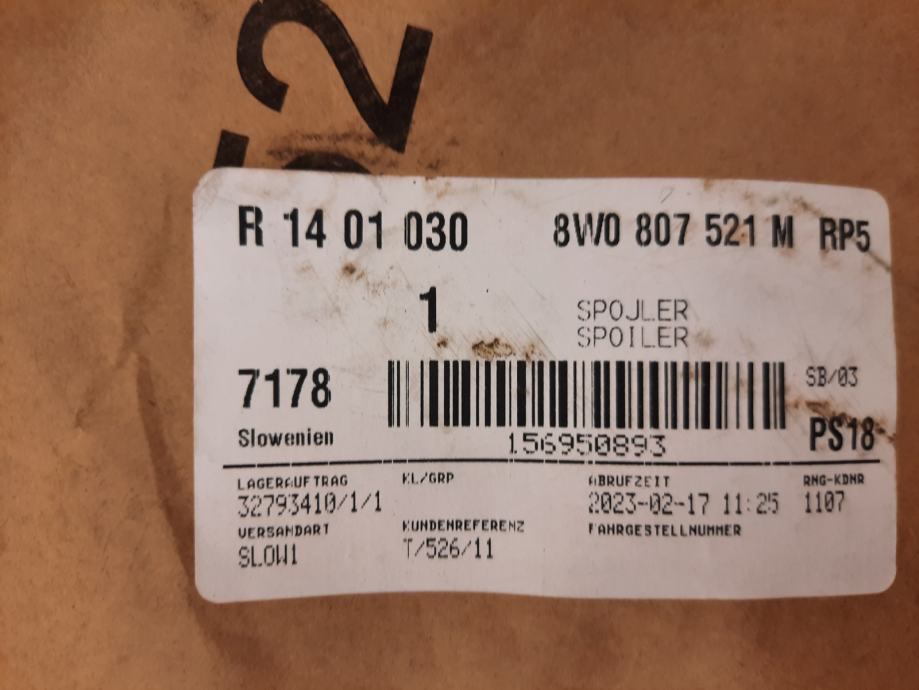 52
R 14 01 030 8W0 807 521 M RP5
1 SPOJLER
SPOILER
7178 SB/03
Slowenien 156950893 PS18
LAGERAUFTRAG KL/GRP ABRUFZEIT RNG-KDNR
32793410/1/1 2023-02-17 11:25 1107
VERSANDART KUNDENREFERENZ FAHRGESTELLNUMMER
SLOW1 T/526/11